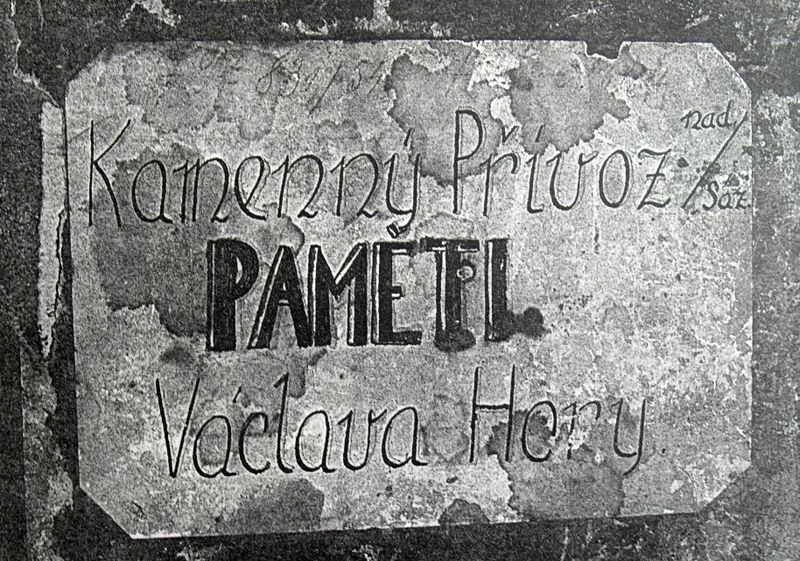 Kamenný Přívoz nad/Sáz.
PAMĚTI.
Václava Hory.